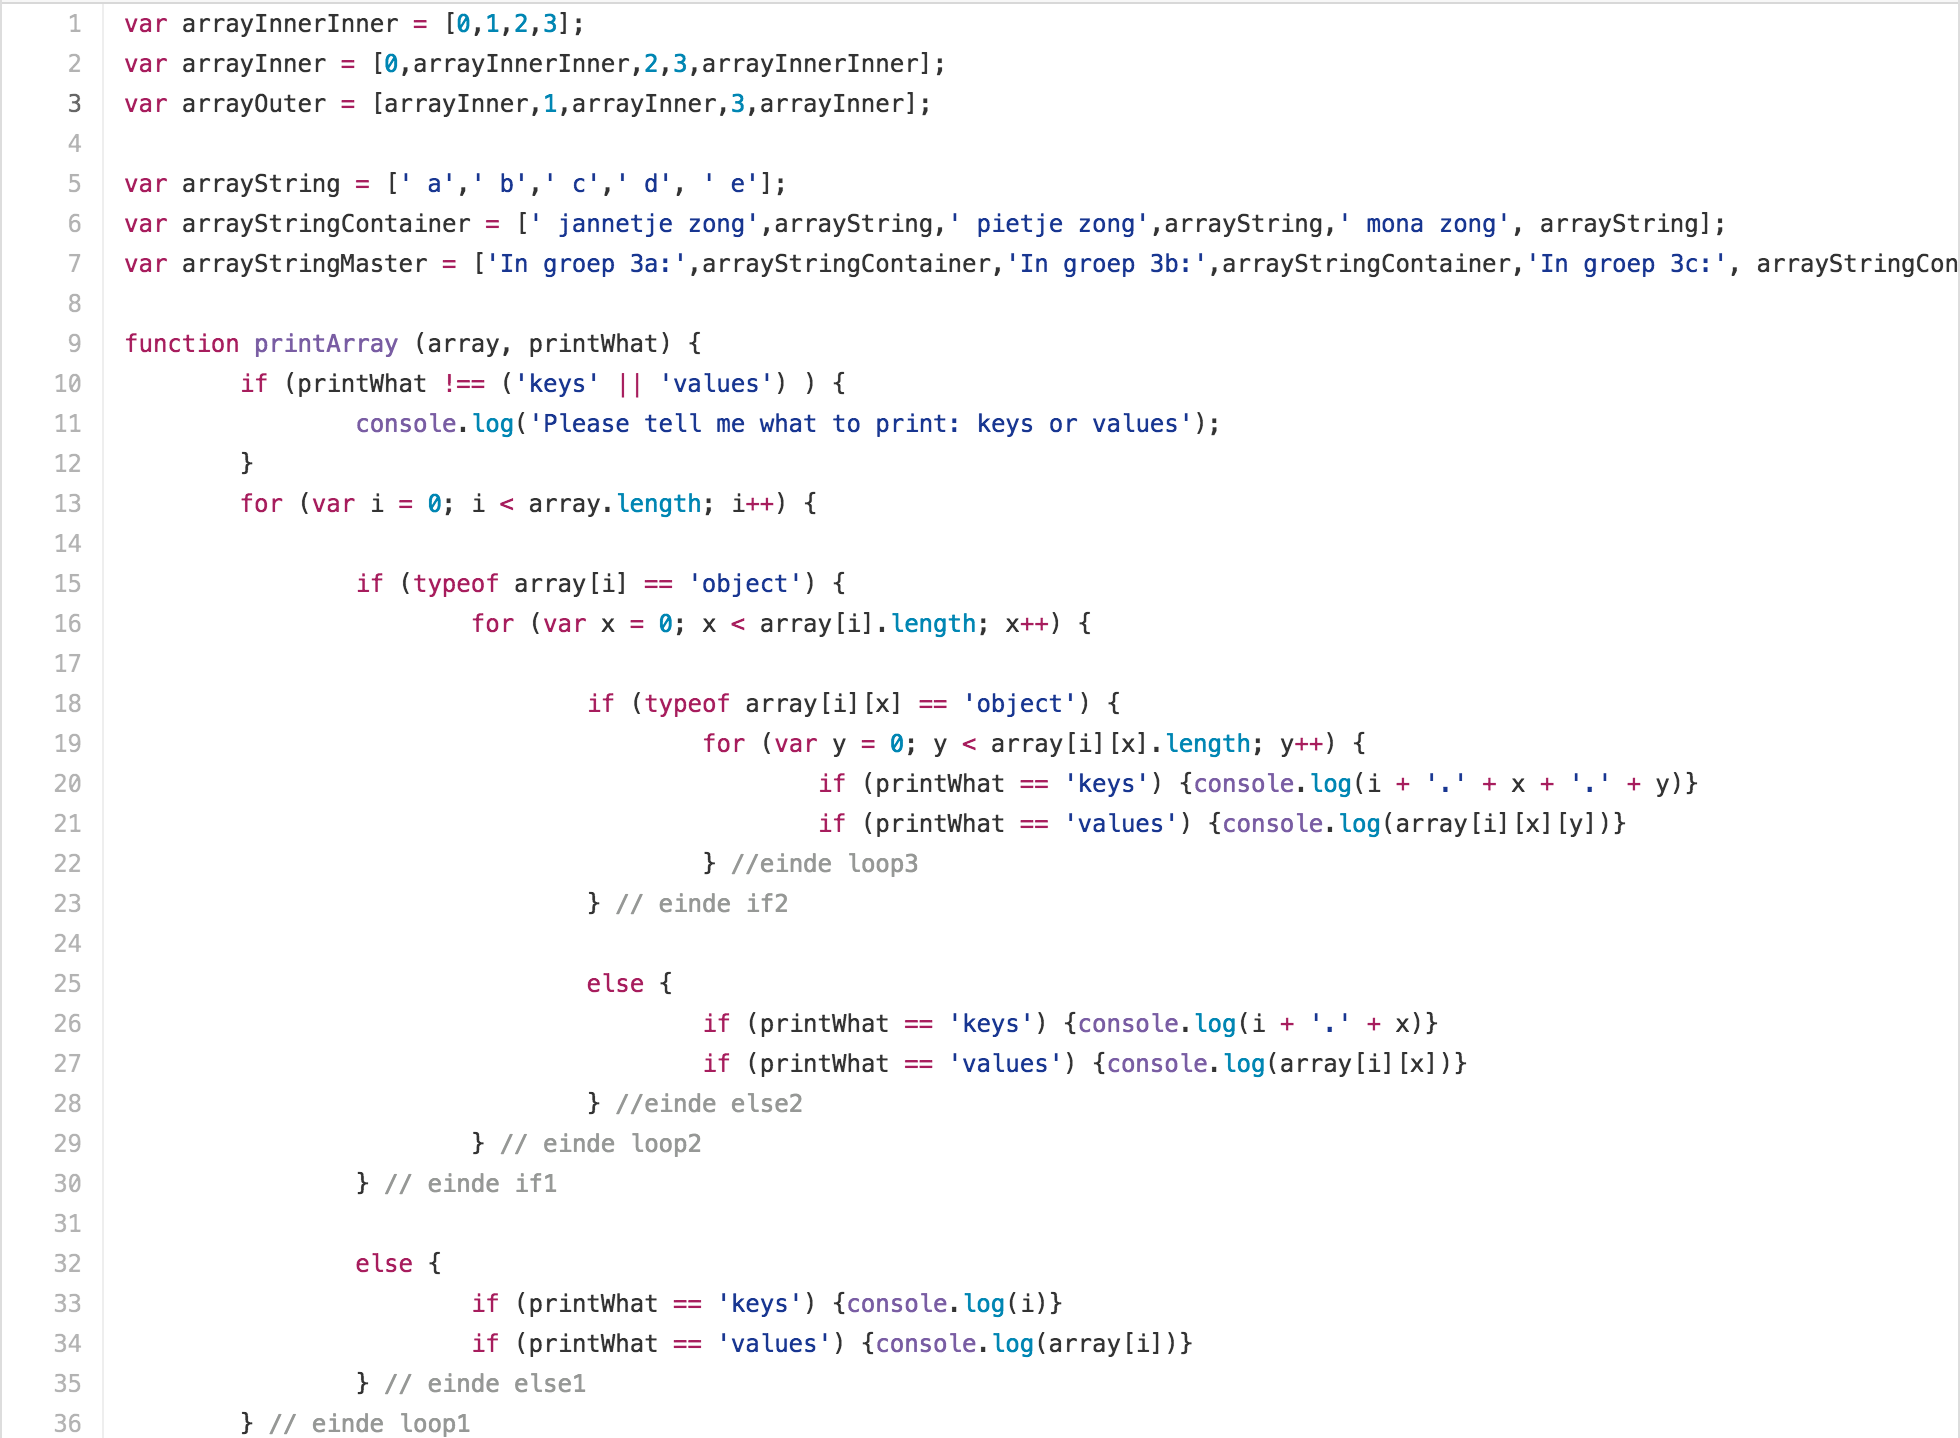 1 var arrayInnerInner = [0,1,2,3];
2 var arrayInner = [0,arrayInnerInner,2,3,arrayInnerInner];
3 var arrayOuter = [arrayInner,1,arrayInner,3,arrayInner];
4
5 var arrayString = [' a',' b',' c',' d', ' e'];
6 var arrayStringContainer = [' jannetje zong',arrayString,' pietje zong',arrayString,' mona zong', arrayString];
7 var arrayStringMaster = ['In groep 3a:',arrayStringContainer,'In groep 3b:',arrayStringContainer,'In groep 3c:', arrayStringCon
8
9 function printArray (array, printWhat) {
10         if (printWhat !== ('keys' || 'values') ) {
11                 console.log('Please tell me what to print: keys or values');
12         }
13         for (var i = 0; i < array.length; i++) {
14
15                 if (typeof array[i] == 'object') {
16                         for (var x = 0; x < array[i].length; x++) {
17
18                                 if (typeof array[i][x] == 'object') {
19                                         for (var y = 0; y < array[i][x].length; y++) {
20                                                 if (printWhat == 'keys') {console.log(i + '.' + x + '.' + y)}
21                                                 if (printWhat == 'values') {console.log(array[i][x][y])}
22                                         } //einde loop3
23                                 } // einde if2
24
25                                 else {
26                                         if (printWhat == 'keys') {console.log(i + '.' + x)}
27                                         if (printWhat == 'values') {console.log(array[i][x])}
28                                 } //einde else2
29                         } // einde loop2
30                 } // einde if1
31
32                 else {
33                         if (printWhat == 'keys') {console.log(i)}
34                         if (printWhat == 'values') {console.log(array[i])}
35                 } // einde else1
36         } // einde loop1